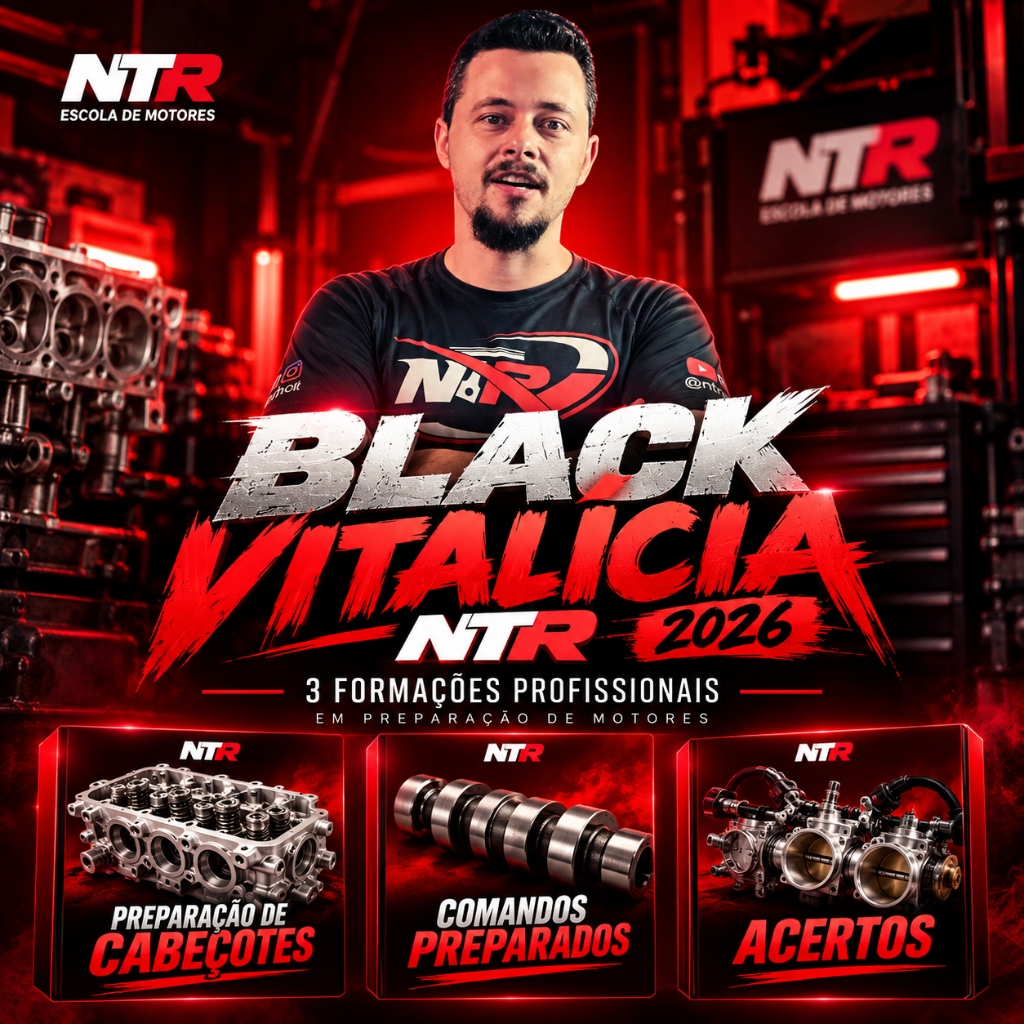 NTR
ESCOLA DE MOTORES
NTR
ESCOLA DE MOTORES
NTR
BLACK
VITALÍCIA
NTR 2026
3 FORMAÇÕES PROFISSIONAIS
EM PREPARAÇÃO DE MOTORES
NTR
PREPARAÇÃO DE
CABEÇOTES
NTR
COMANDOS
PREPARADOS
NTR
ACERTOS